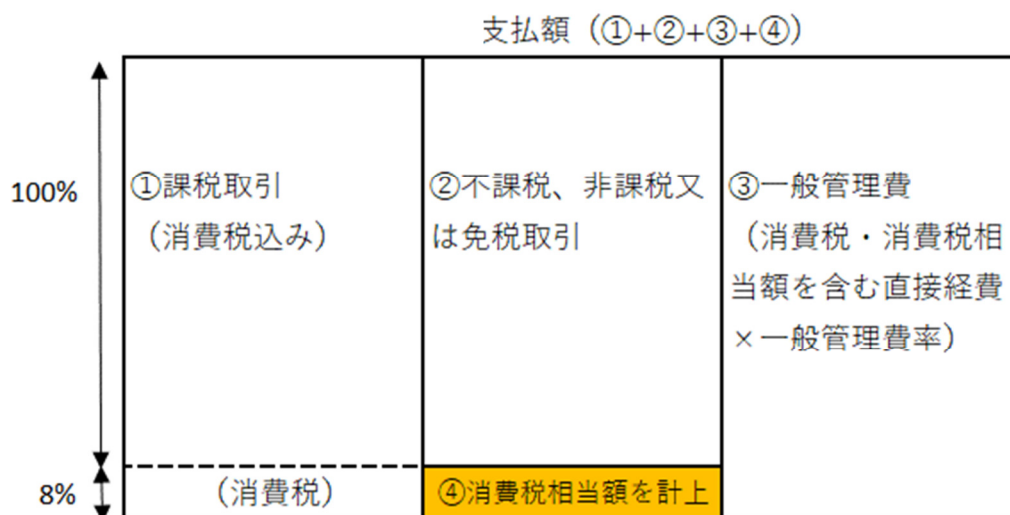 支払額（①+②+③+④）
100%
①課税取引
（消費税込み）
②不課税、非課税又
は免税取引
③一般管理費
（消費税・消費税相
当額を含む直接経費
×一般管理費率）
8%
（消費税）
④消費税相当額を計上